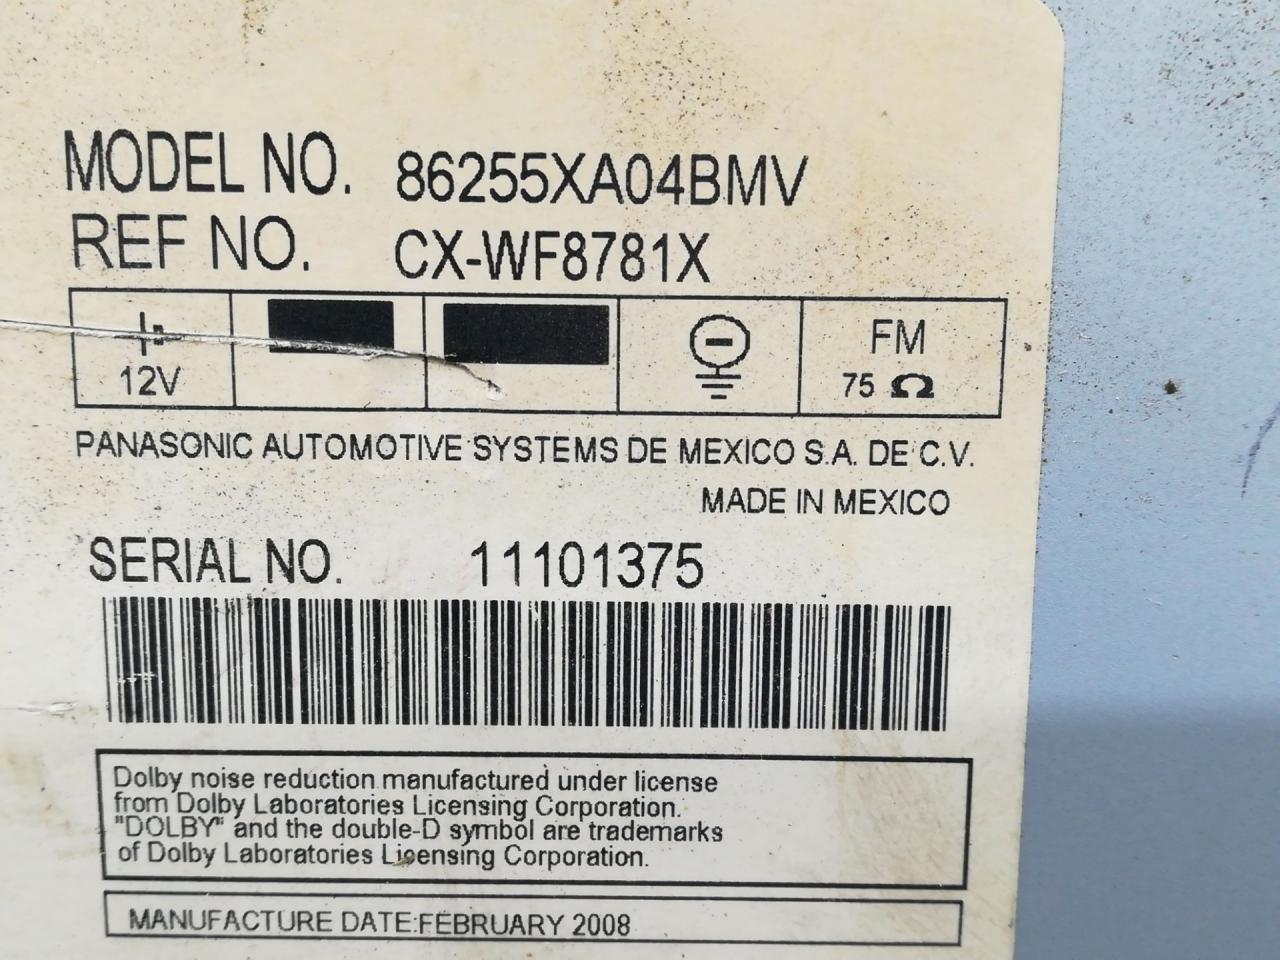 MODEL NO. 86255XA04BMV
REF NO. CX-WF8781X
12V
FM
75 Ω
PANASONIC AUTOMOTIVE SYSTEMS DE MEXICO S.A. DE C.V.
MADE IN MEXICO
SERIAL NO. 11101375
Dolby noise reduction manufactured under license
from Dolby Laboratories Licensing Corporation.
"DOLBY" and the double-D symbol are trademarks
of Dolby Laboratories Licensing Corporation.
MANUFACTURE DATE:FEBRUARY 2008